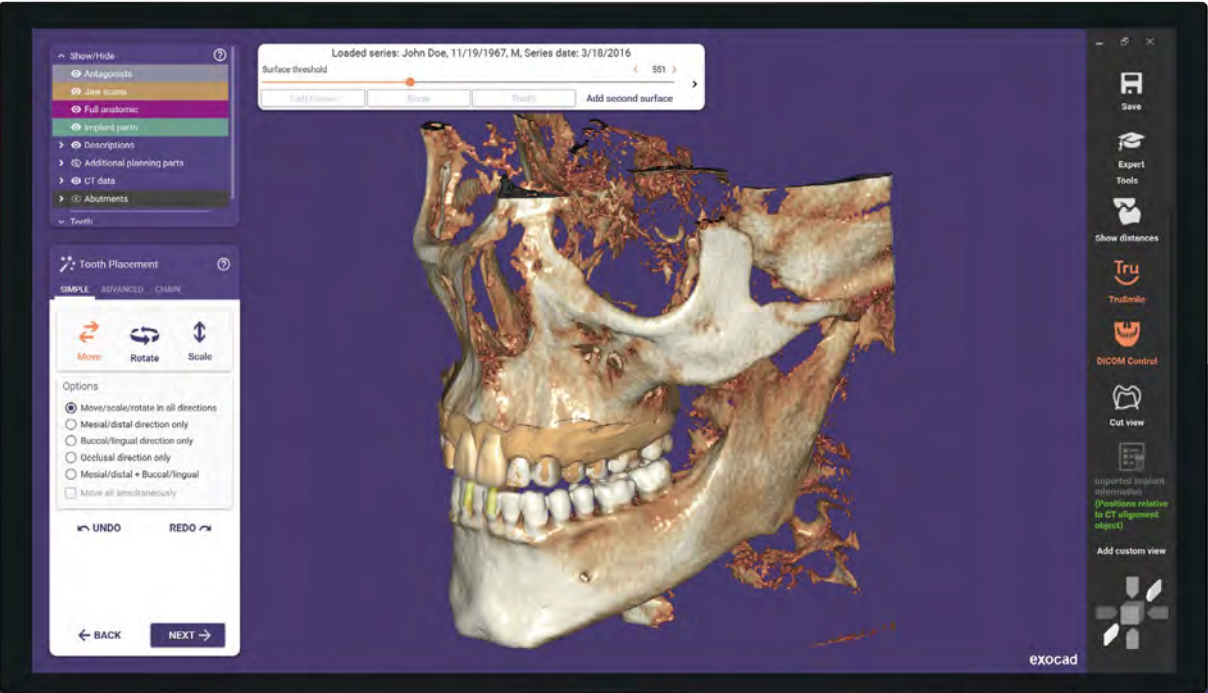 Show/Hide
Antagonists
Jaw scans
Full anatomic
Implant parts
Descriptions
Additional planning parts
CT data
Abutments
Teeth
Tooth Placement
SIMPLE ADVANCED CHAIN
Move Rotate Scale
Options
Move/scale/rotate in all directions
Mesial/distal direction only
Buccal/lingual direction only
Occlusal direction only
Mesial/distal + Buccal/lingual
Move all simultaneously
UNDO REDO
BACK NEXT
Loaded series: John Doe, 11/19/1967, M, Series date: 3/18/2016
Surface threshold 551
Soft tissue Bone Tooth Add second surface
Save
Expert
Tools
Show distances
Tru
TruSmile
DICOM Control
Cut view
Imported implant
information
(Positions relative
to CT alignment
object)
Add custom view
exocad